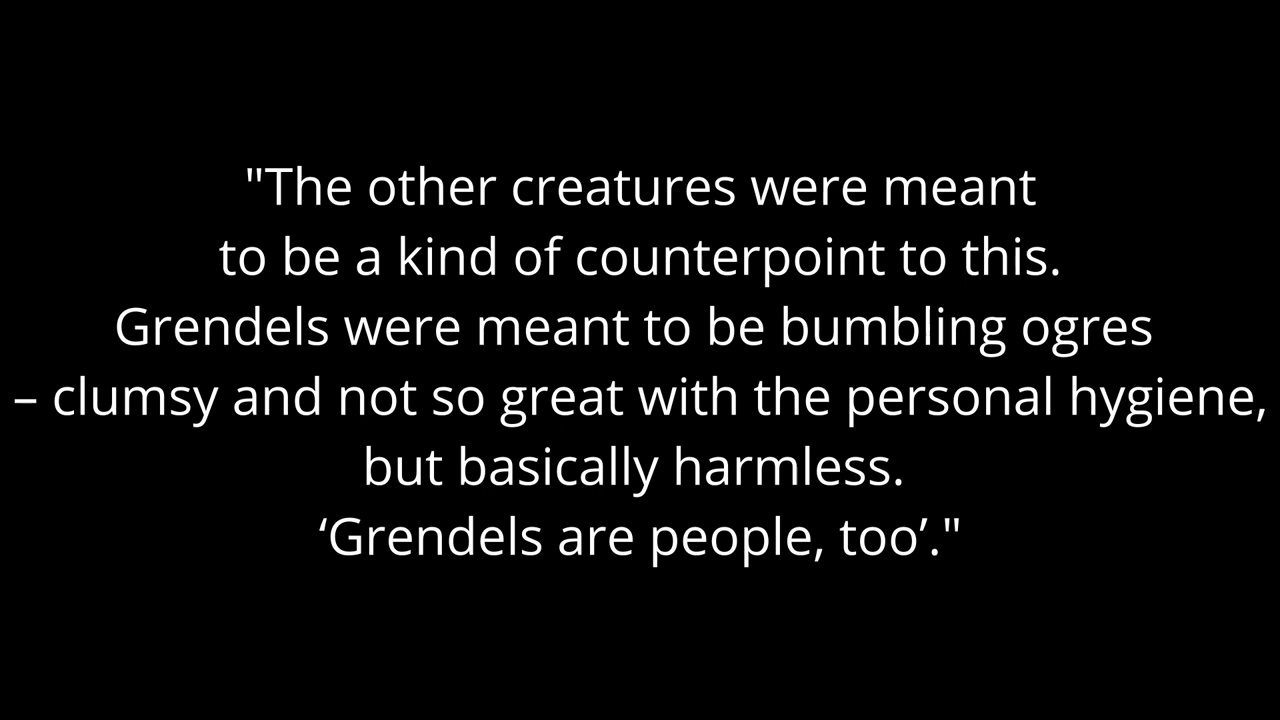 "The other creatures were meant
to be a kind of counterpoint to this.
Grendels were meant to be bumbling ogres
– clumsy and not so great with the personal hygiene,
but basically harmless.
‘Grendels are people, too’."